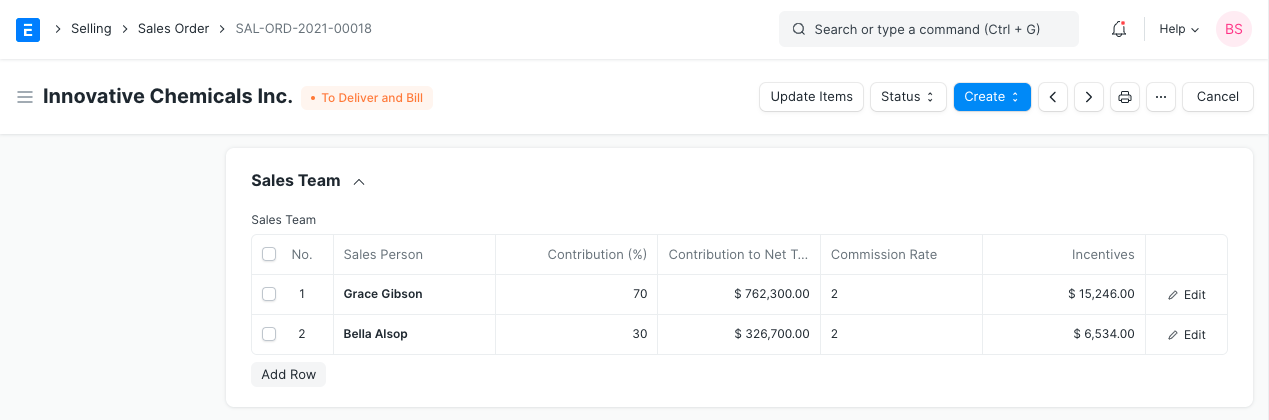 E > Selling > Sales Order > SAL-ORD-2021-00018
Search or type a command (Ctrl + G)
Help
BS
Innovative Chemicals Inc.
• To Deliver and Bill
Update Items
Status
Create
···
Cancel
Sales Team
Sales Team
No. Sales Person Contribution (%) Contribution to Net T... Commission Rate Incentives
1 Grace Gibson 70 $ 762,300.00 2 $ 15,246.00 Edit
2 Bella Alsop 30 $ 326,700.00 2 $ 6,534.00 Edit
Add Row